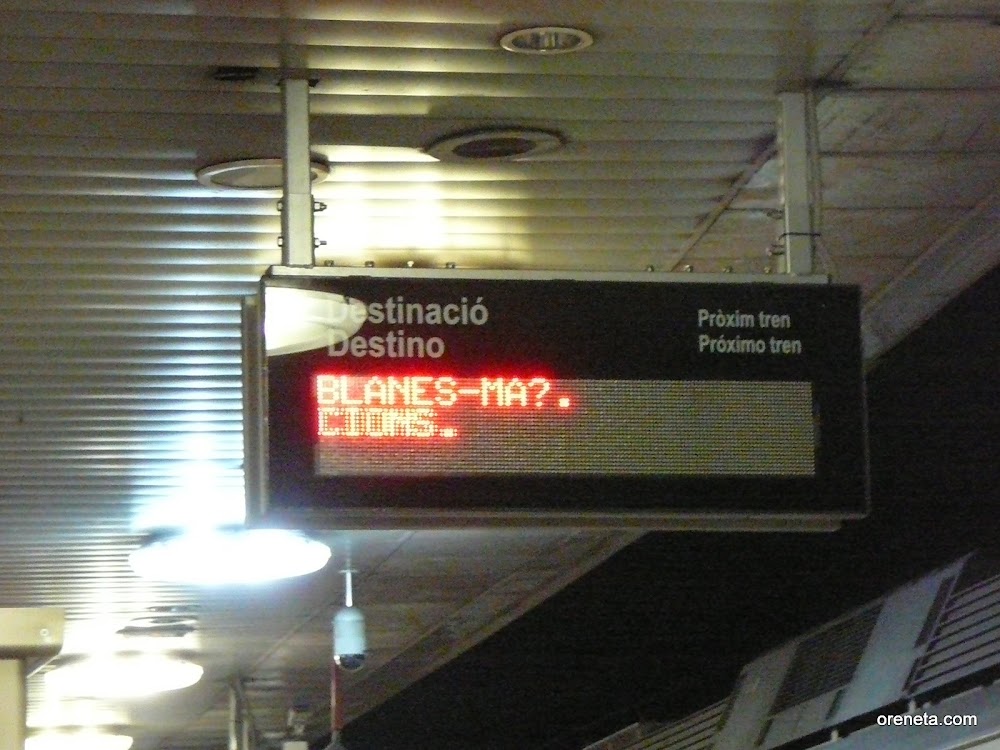 Destinació
Destino
Pròxim tren
Próximo tren
BLANES-MA?.
oreneta.com